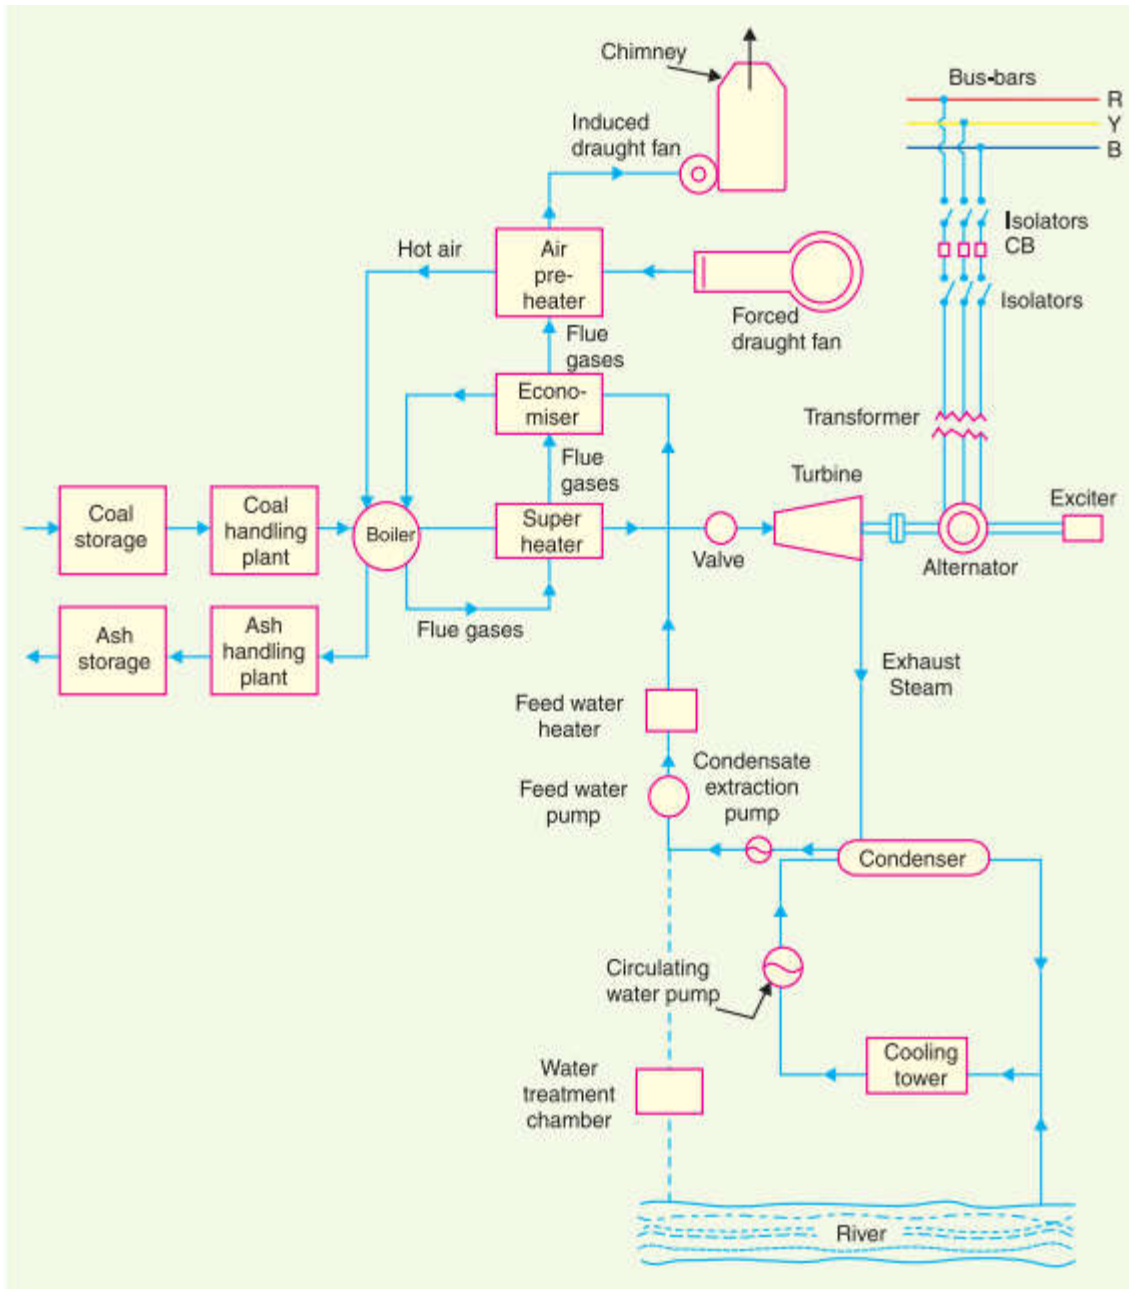 Chimney
Bus-bars
R
Y
B
Induced
draught fan
Isolators
CB
Isolators
Hot air
Air
pre-
heater
Forced
draught fan
Flue
gases
Econo-
miser
Transformer
Flue
gases
Turbine
Coal
storage
Coal
handling
plant
Boiler
Super
heater
Valve
Alternator
Exciter
Flue gases
Ash
storage
Ash
handling
plant
Exhaust
Steam
Feed water
heater
Feed water
pump
Condensate
extraction
pump
Condenser
Circulating
water pump
Cooling
tower
Water
treatment
chamber
River